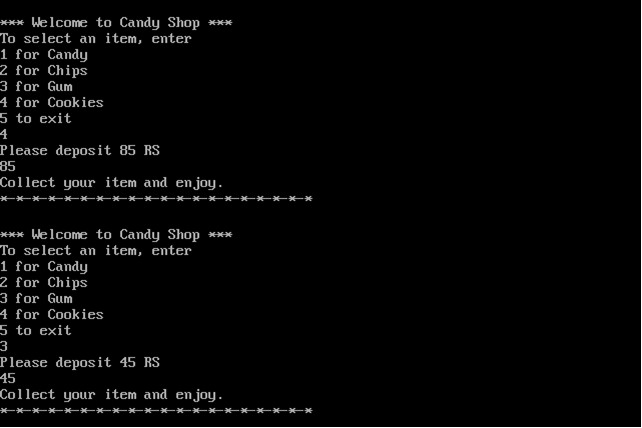 *** Welcome to Candy Shop ***
To select an item, enter
1 for Candy
2 for Chips
3 for Gum
4 for Cookies
5 to exit
4
Please deposit 85 RS
85
Collect your item and enjoy.
*-*-*-*-*-*-*-*-*-*-*-*-*-*-*-*-*-*-*-*
*** Welcome to Candy Shop ***
To select an item, enter
1 for Candy
2 for Chips
3 for Gum
4 for Cookies
5 to exit
3
Please deposit 45 RS
45
Collect your item and enjoy.
*-*-*-*-*-*-*-*-*-*-*-*-*-*-*-*-*-*-*-*